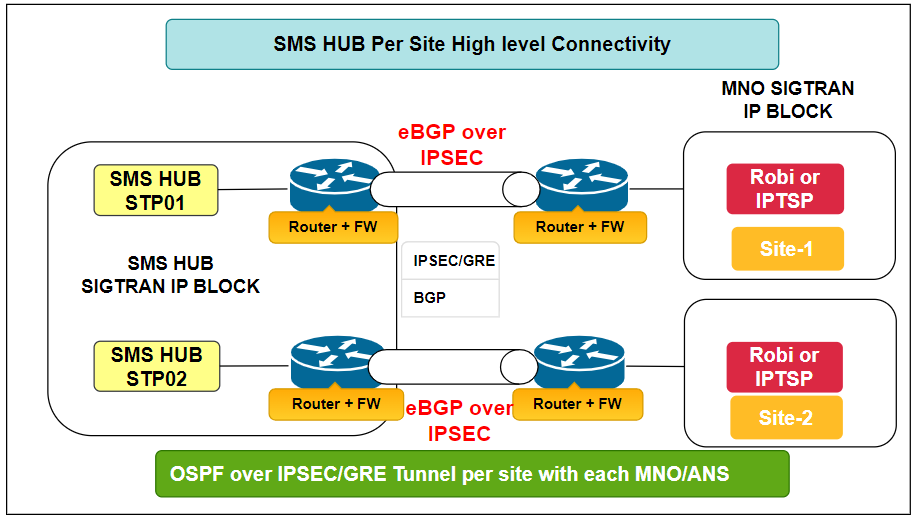 SMS HUB Per Site High level Connectivity
MNO SIGTRAN
IP BLOCK
eBGP over
IPSEC
SMS HUB
STP01
Router + FW
Router + FW
Robi or
IPTSP
Site-1
SMS HUB
SIGTRAN IP BLOCK
IPSEC/GRE
BGP
SMS HUB
STP02
Router + FW
Router + FW
eBGP over
IPSEC
Robi or
IPTSP
Site-2
OSPF over IPSEC/GRE Tunnel per site with each MNO/ANS